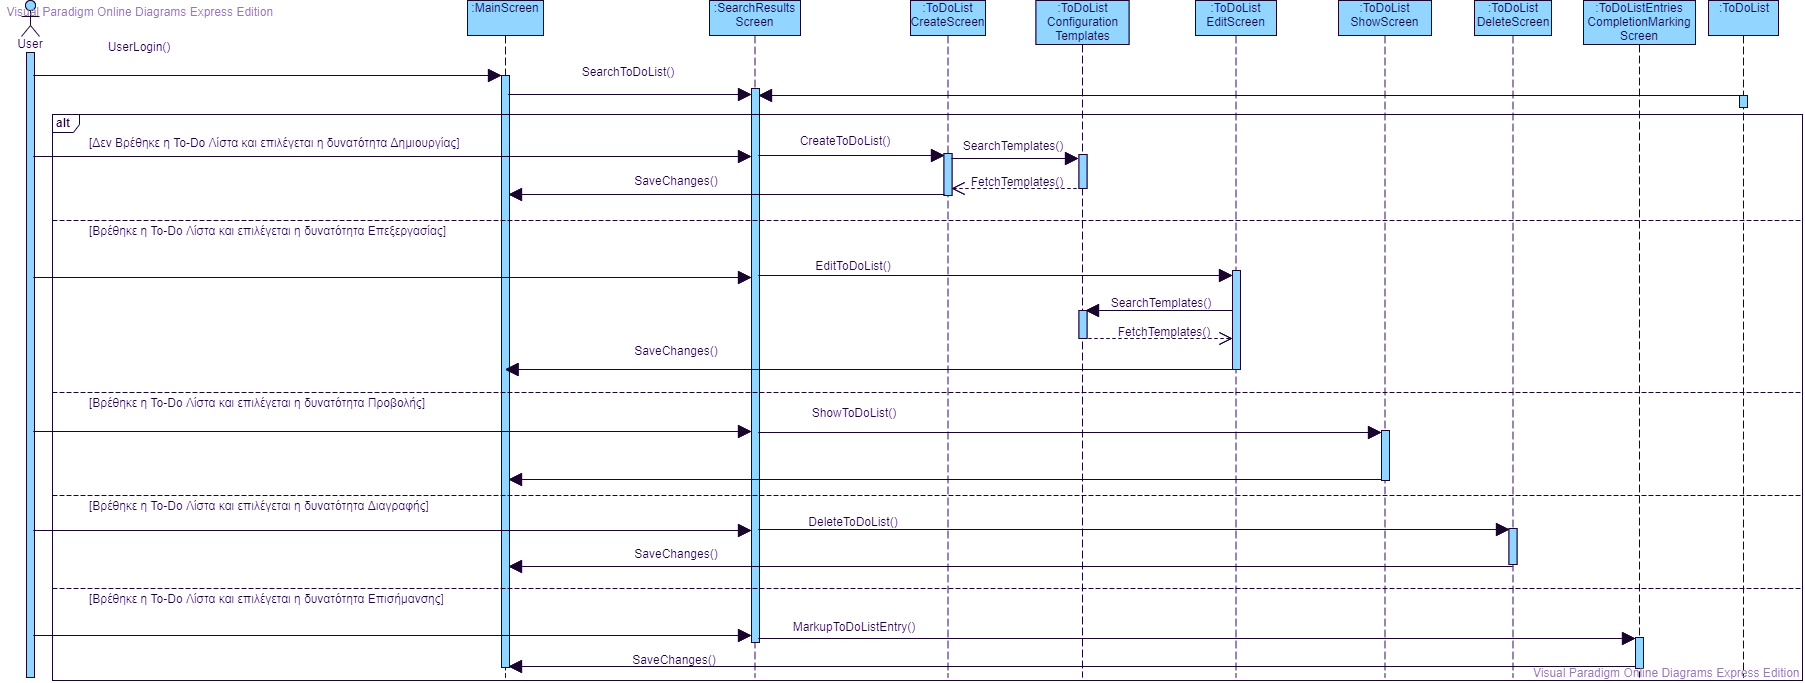 Visual Paradigm Online Diagrams Express Edition
User
:MainScreen
:SearchResults
Screen
:ToDoList
CreateScreen
:ToDoList
Configuration
Templates
:ToDoList
EditScreen
:ToDoList
ShowScreen
:ToDoList
DeleteScreen
:ToDoListEntries
CompletionMarking
Screen
:ToDoList
UserLogin()
SearchToDoList()
alt
[Δεν Βρέθηκε η To-Do Λίστα και επιλέγεται η δυνατότητα Δημιουργίας]
CreateToDoList()
SearchTemplates()
FetchTemplates()
SaveChanges()
[Βρέθηκε η To-Do Λίστα και επιλέγεται η δυνατότητα Επεξεργασίας]
EditToDoList()
SearchTemplates()
FetchTemplates()
SaveChanges()
[Βρέθηκε η To-Do Λίστα και επιλέγεται η δυνατότητα Προβολής]
ShowToDoList()
[Βρέθηκε η To-Do Λίστα και επιλέγεται η δυνατότητα Διαγραφής]
DeleteToDoList()
SaveChanges()
[Βρέθηκε η To-Do Λίστα και επιλέγεται η δυνατότητα Επισήμανσης]
MarkupToDoListEntry()
SaveChanges()
Visual Paradigm Online Diagrams Express Edition